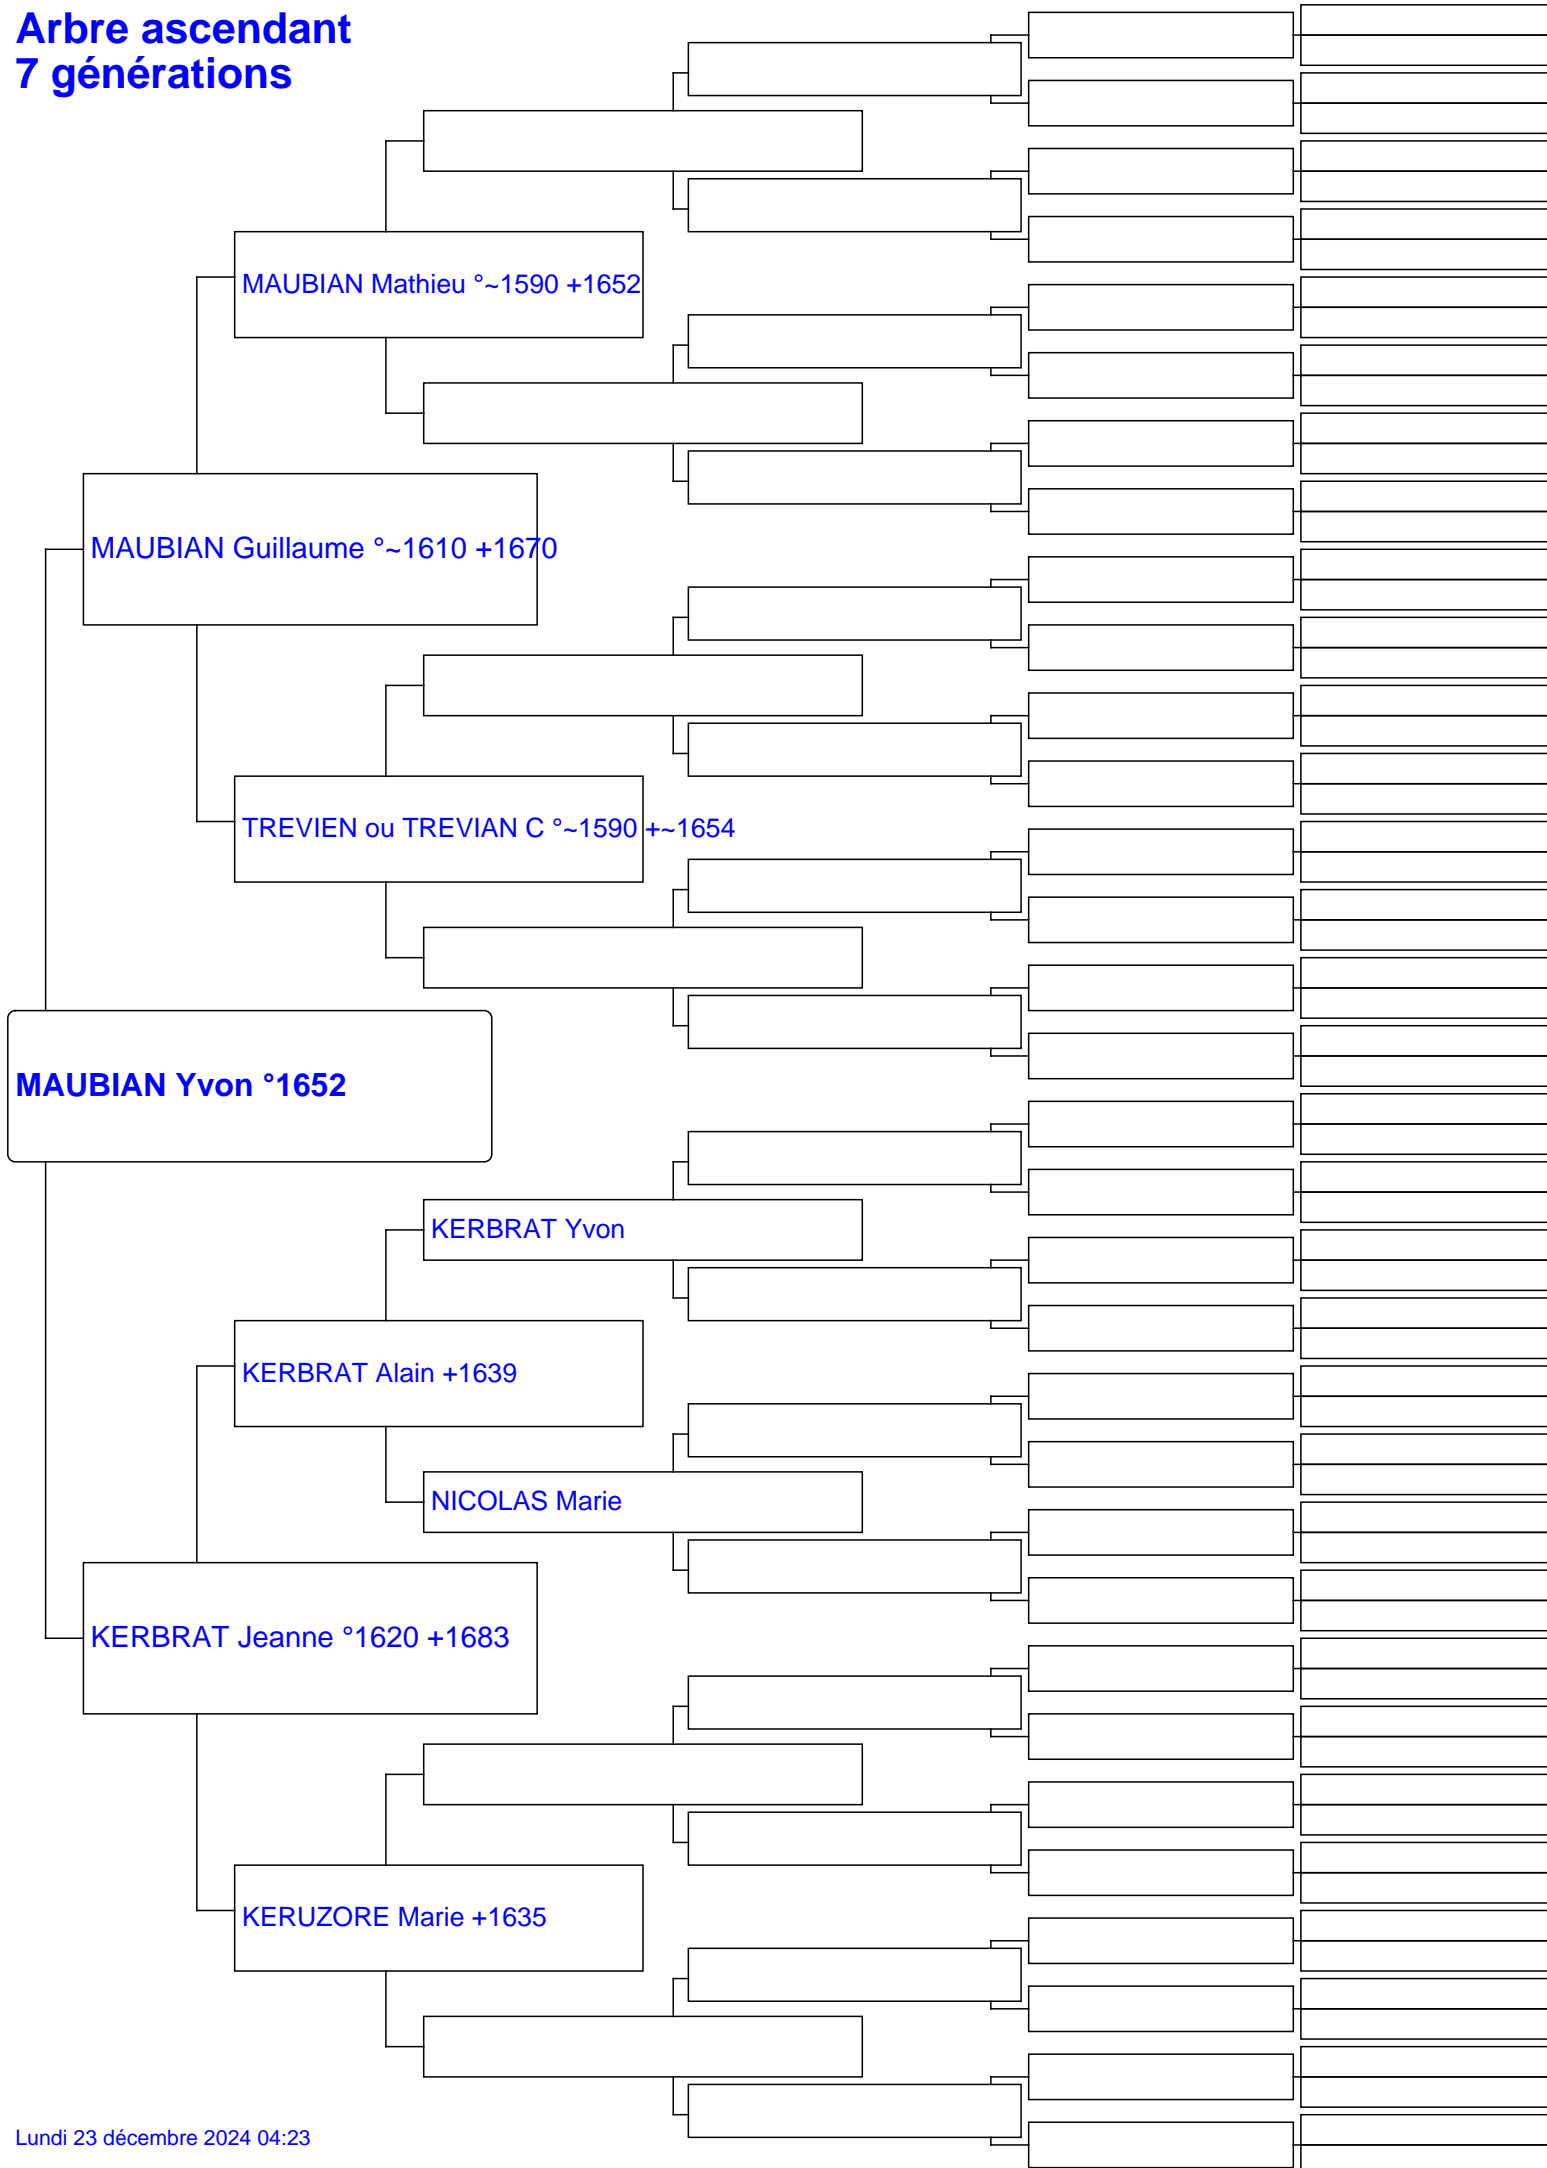 Arbre ascendant
7 générations
MAUBIAN Mathieu °~1590 +1652
MAUBIAN Guillaume °~1610 +1670
TREVIEN ou TREVIAN C °~1590 +~1654
MAUBIAN Yvon °1652
KERBRAT Yvon
KERBRAT Alain +1639
NICOLAS Marie
KERBRAT Jeanne °1620 +1683
KERUZORE Marie +1635
Lundi 23 décembre 2024 04:23